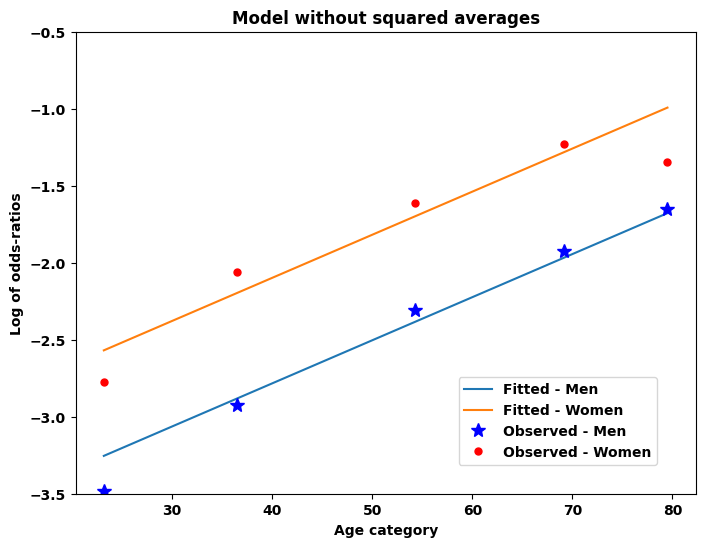 Model without squared averages
Log of odds-ratios
−0.5
−1.0
−1.5
−2.0
−2.5
−3.0
−3.5
Fitted - Men
Fitted - Women
Observed - Men
Observed - Women
30 40 50 60 70 80
Age category